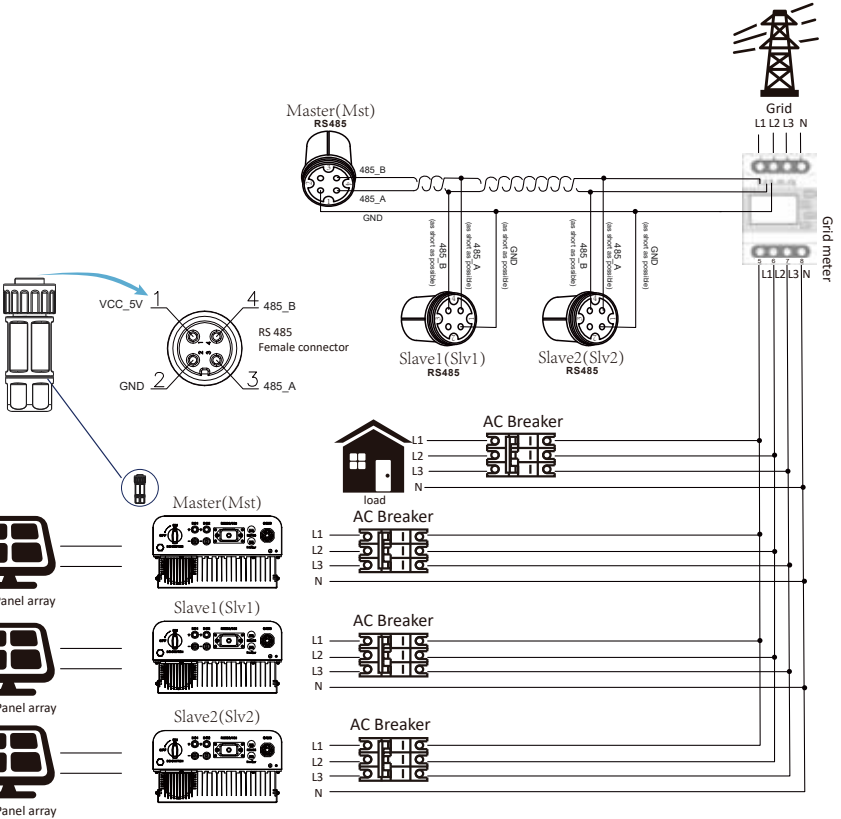 Grid
L1 L2 L3 N
Master(Mst)
RS485
485_B
485_A
GND
Grid meter
5 6 7 8
L1 L2 L3 N
485_B
(as short as possible)
485_A
(as short as possible)
GND
(as short as possible)
485_B
(as short as possible)
485_A
(as short as possible)
GND
(as short as possible)
Slave1(Slv1)
RS485
Slave2(Slv2)
RS485
VCC_5V 1
4 485_B
RS 485
Female connector
GND 2
3 485_A
AC Breaker
L1
L2
L3
N
load
Master(Mst)
AC Breaker
L1
L2
L3
N
Panel array
Slave1(Slv1)
AC Breaker
L1
L2
L3
N
Panel array
Slave2(Slv2)
AC Breaker
L1
L2
L3
N
Panel array